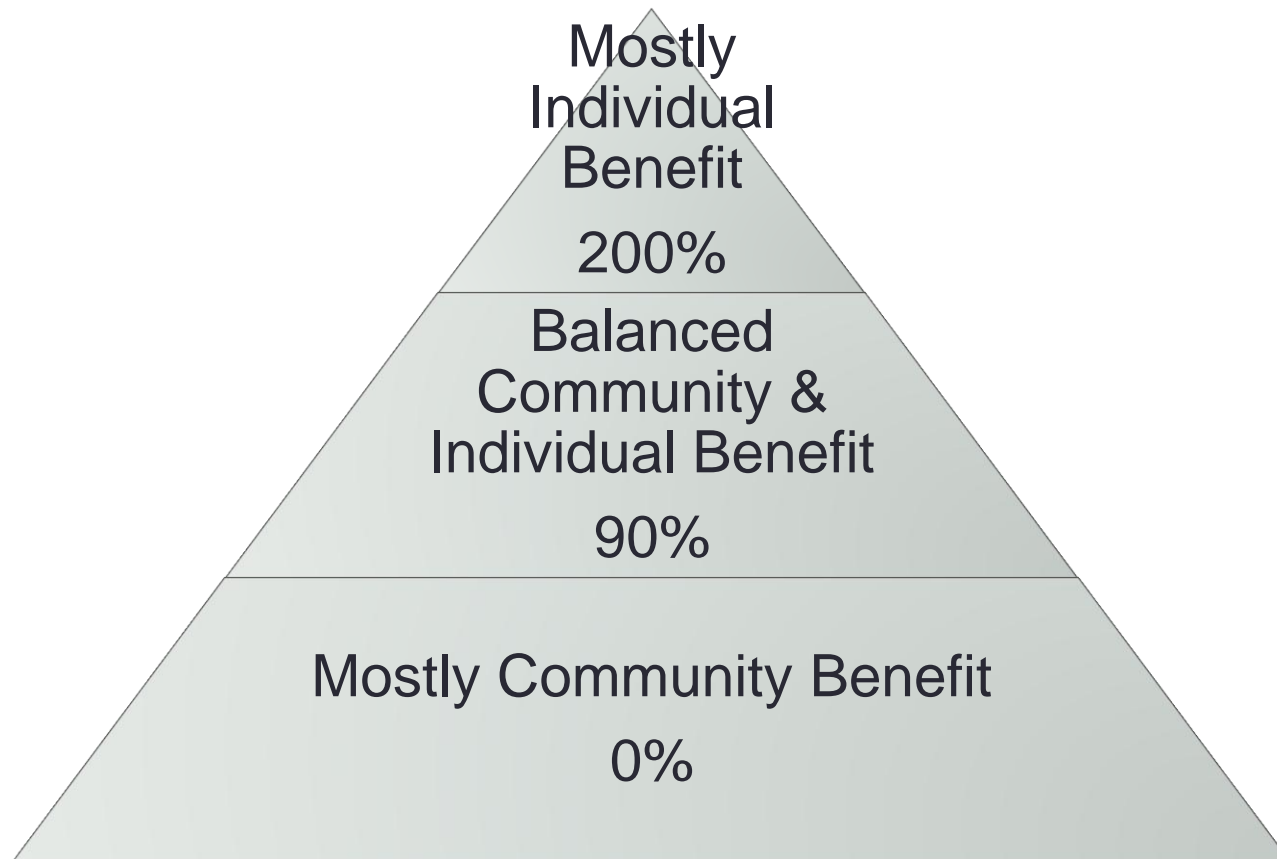 Mostly
Individual
Benefit
200%
Balanced
Community &
Individual Benefit
90%
Mostly Community Benefit
0%